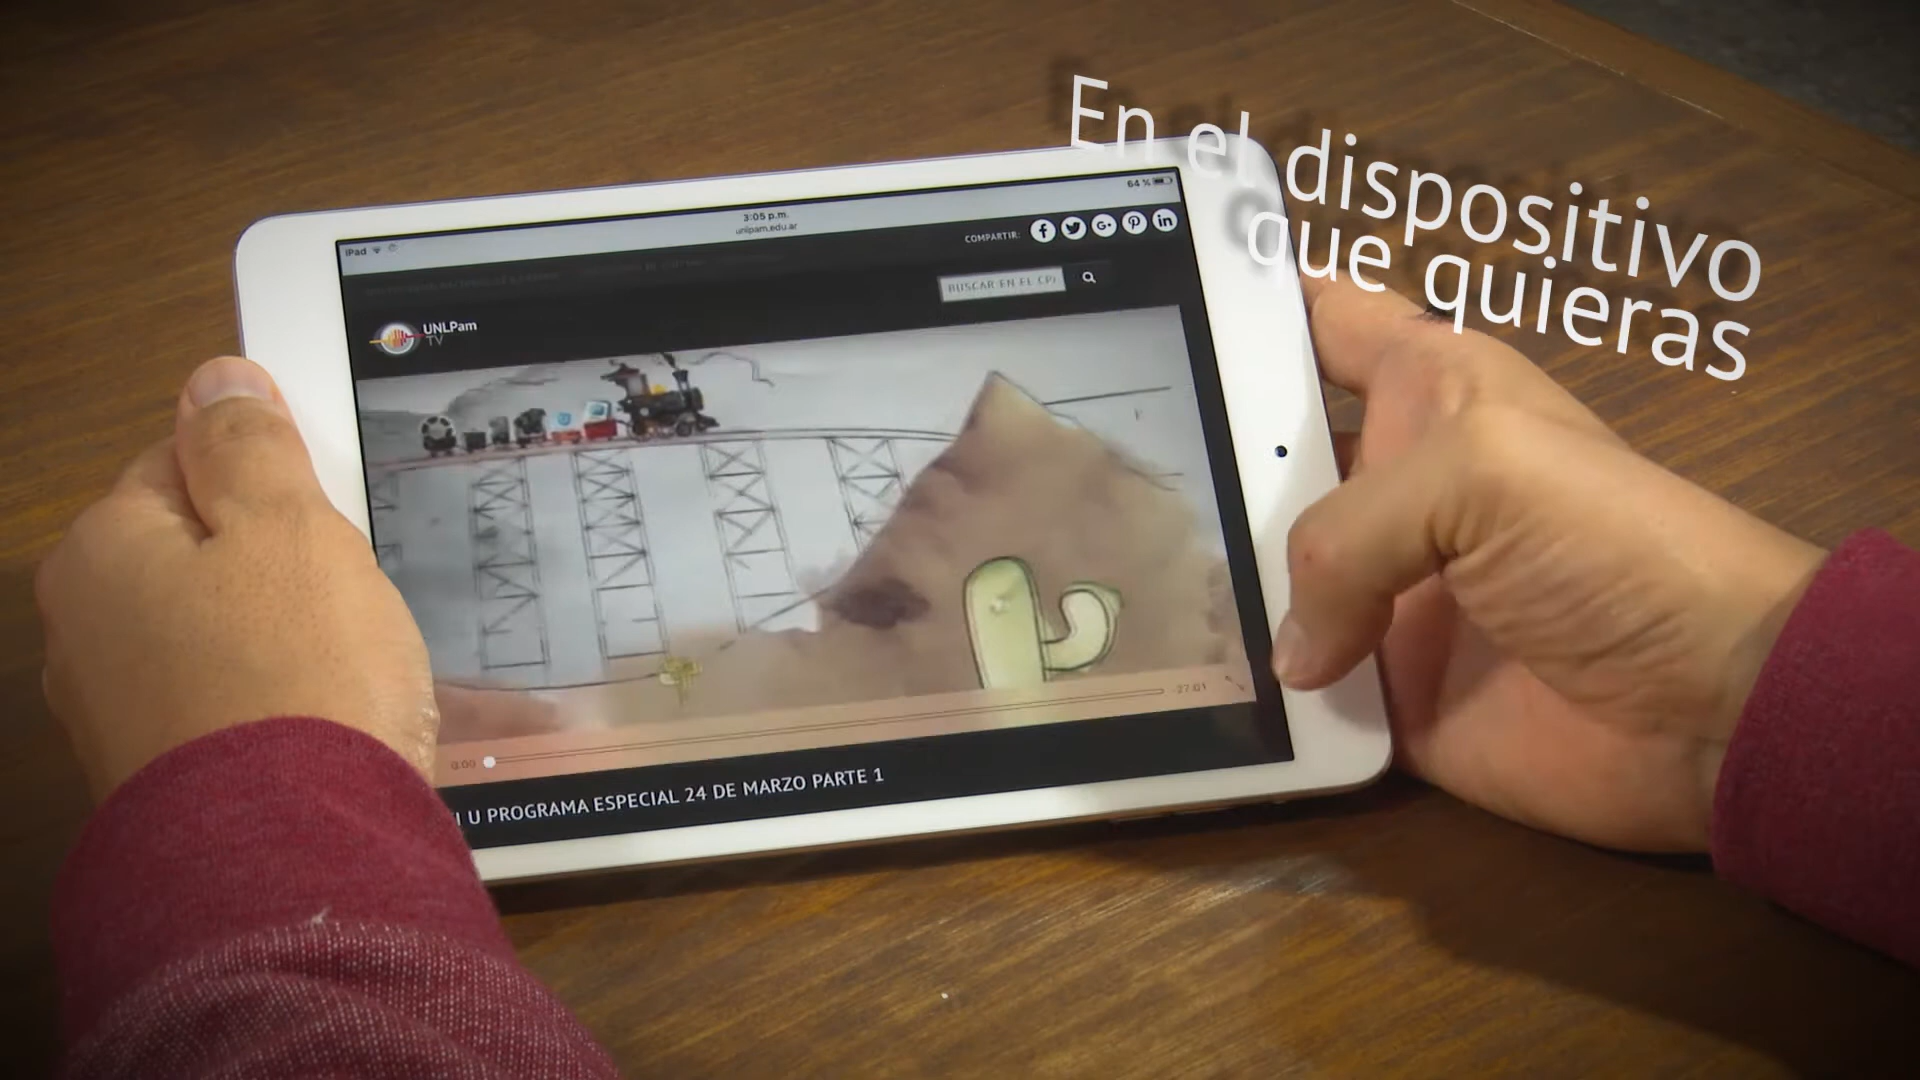 En el dispositivo
que quieras
iPad
3:05 p.m.
64 %
unlpam.edu.ar
COMPARTIR:
BUSCAR EN EL CPA
UNLPam
TV
0:00
-27:01
U PROGRAMA ESPECIAL 24 DE MARZO PARTE 1